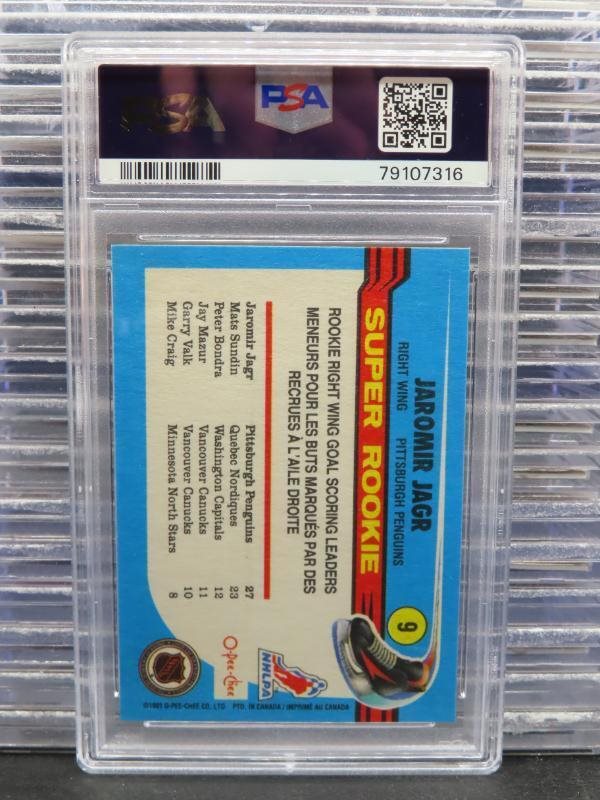 PSA
PSA
79107316
JAROMIR JAGR
RIGHT WING PITTSBURGH PENGUINS
9
SUPER ROOKIE
ROOKIE RIGHT WING GOAL SCORING LEADERS
MENEURS POUR LES BUTS MARQUÉS PAR DES
RECRUES À L'AILE DROITE
Jaromir Jagr Pittsburgh Penguins 27
Mats Sundin Quebec Nordiques 23
Peter Bondra Washington Capitals 12
Jay Mazur Vancouver Canucks 11
Garry Valk Vancouver Canucks 10
Mike Craig Minnesota North Stars 8
NHLPA
O-Pee-Chee
NHL
©1991 O-PEE-CHEE CO. LTD PTD. IN CANADA / IMPRIMÉ AU CANADA